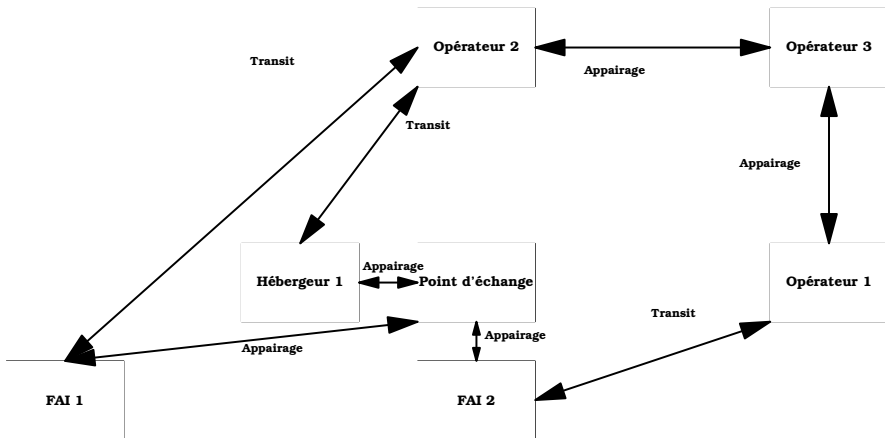 Opérateur 2
Opérateur 3
Transit
Appairage
Transit
Appairage
Hébergeur 1
Appairage
Point d'échange
Opérateur 1
Transit
Appairage
Appairage
FAI 1
FAI 2